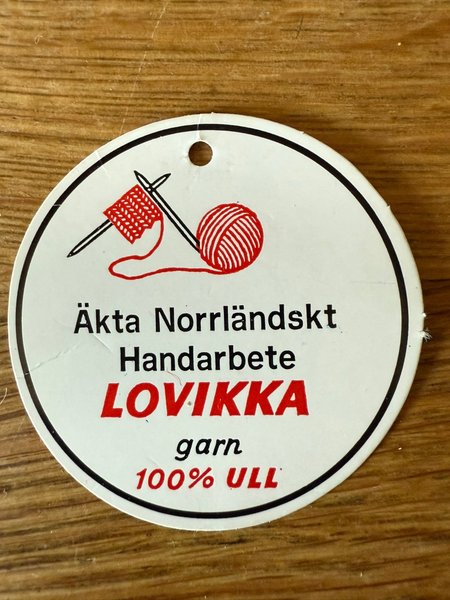 Äkta Norrländskt
Handarbete
LOVIKKA
garn
100% ULL